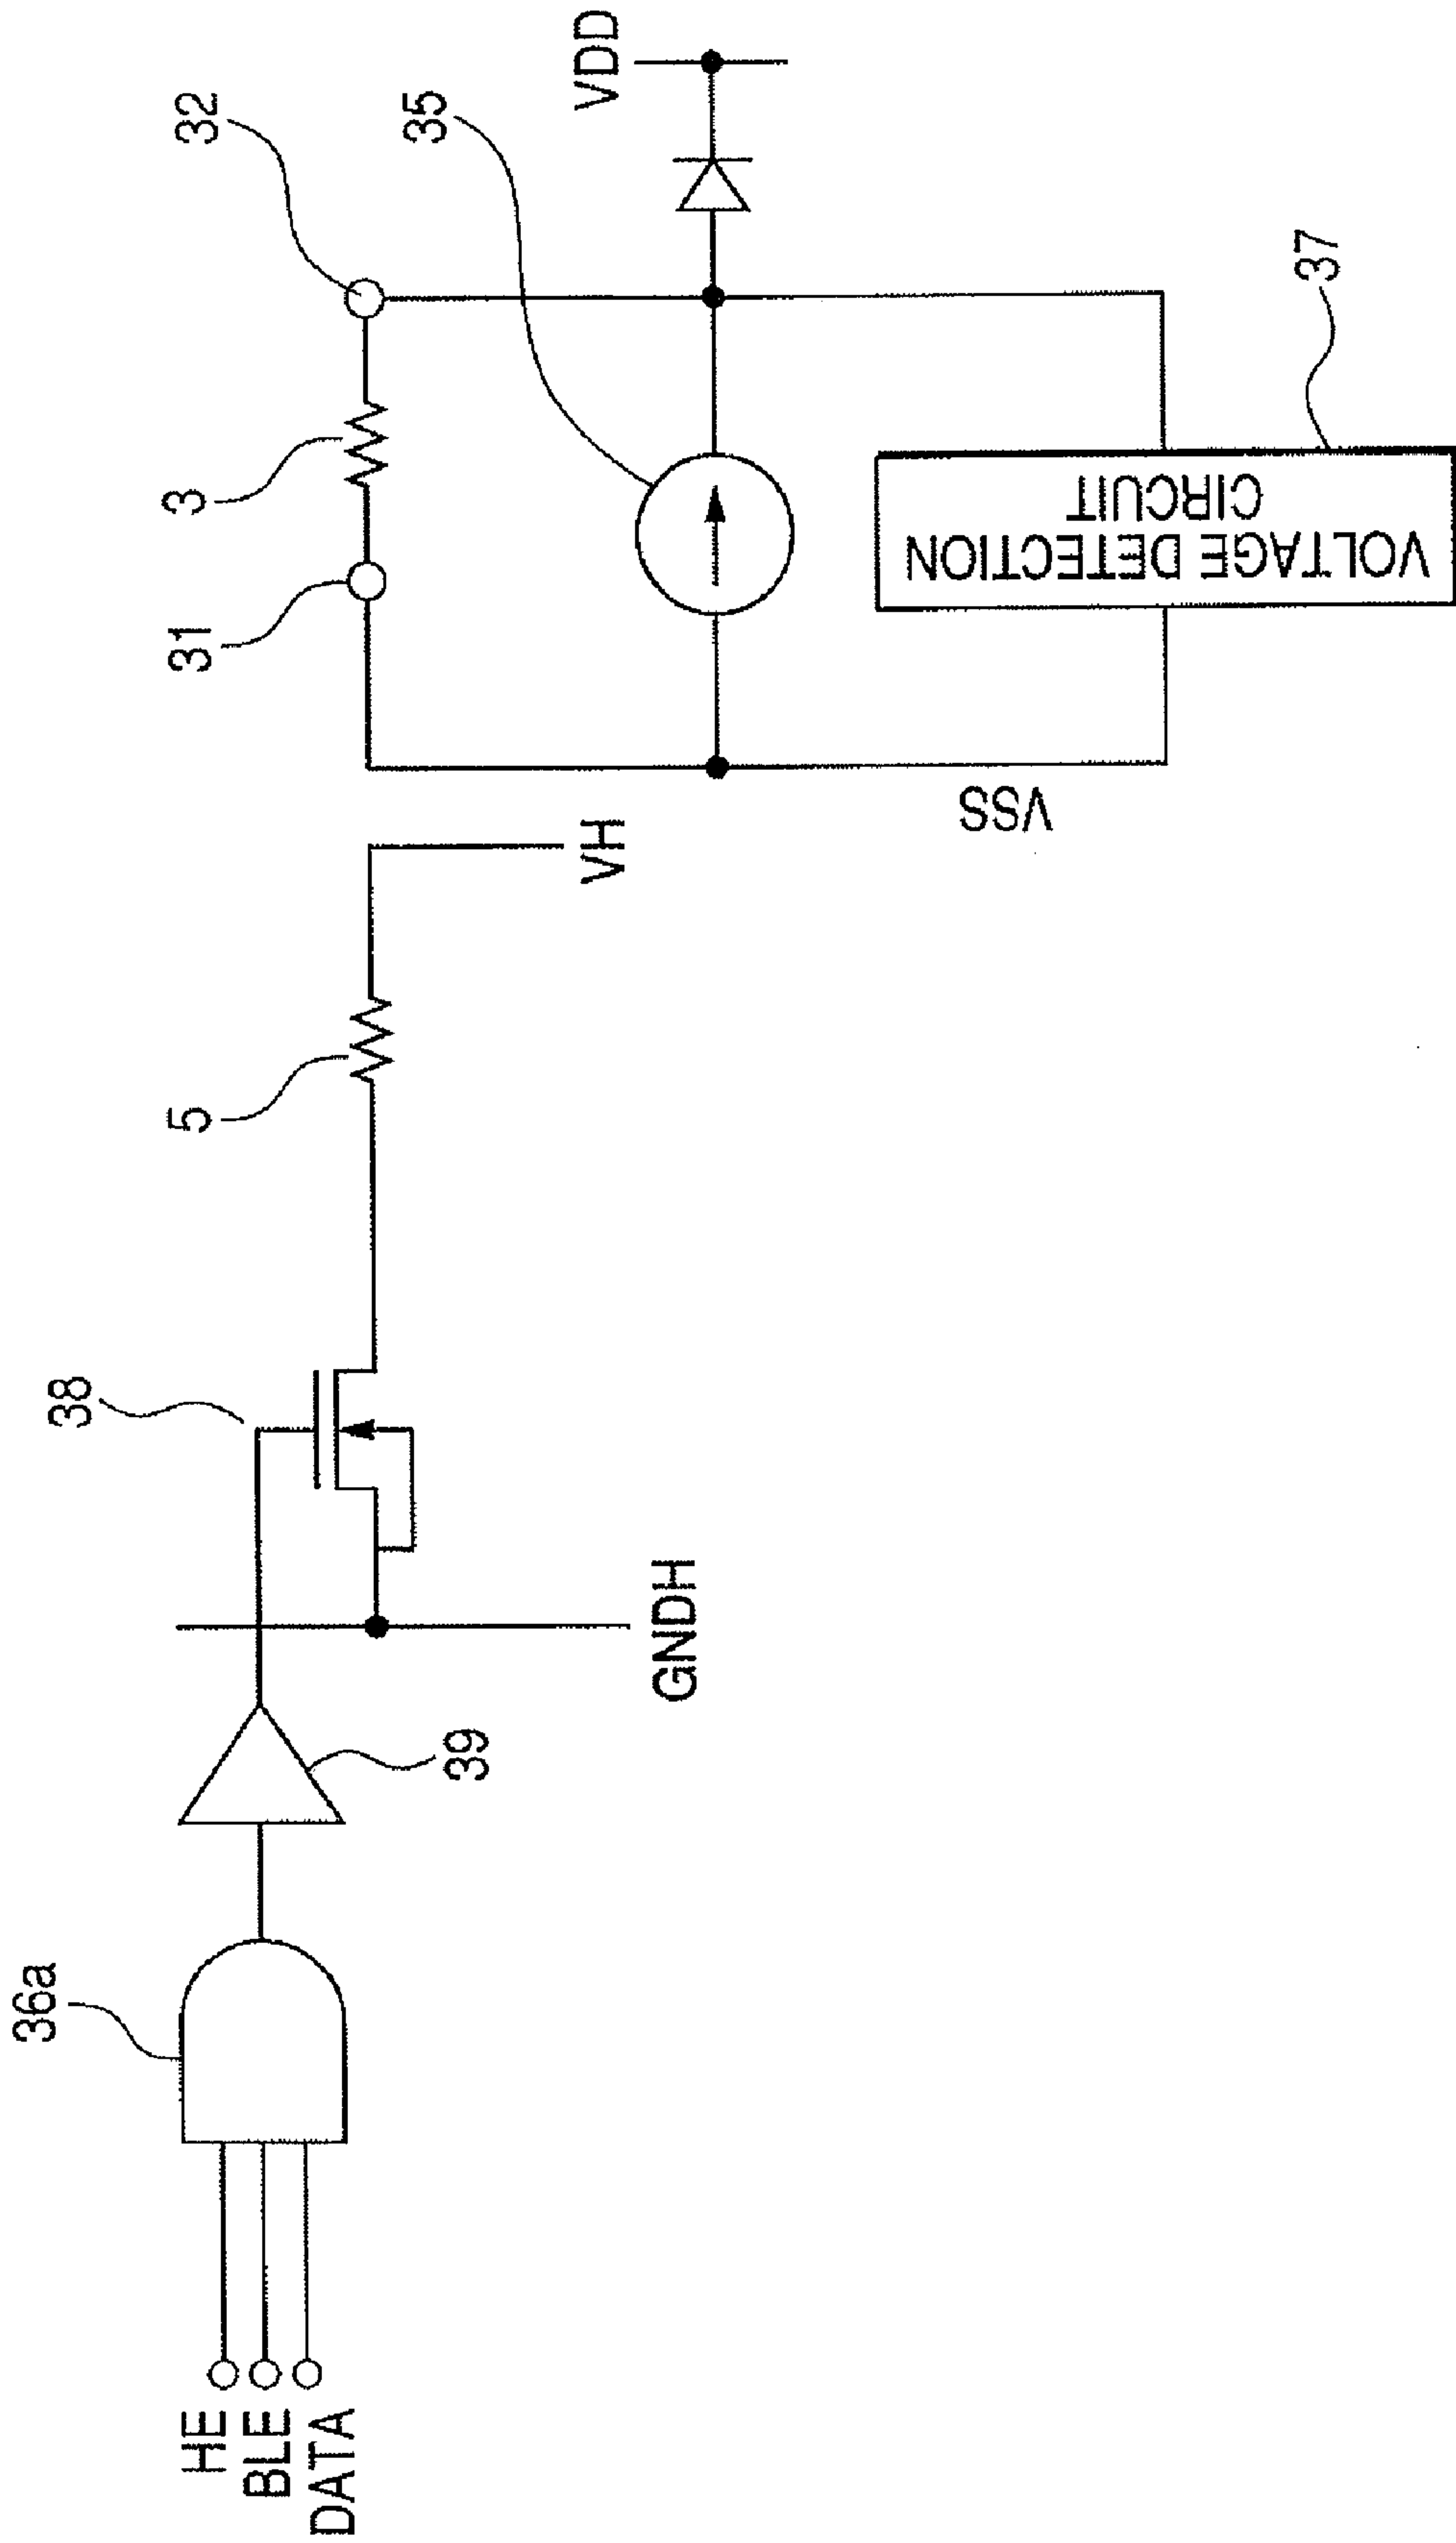 36a
HE
BLE
DATA
39
38
GNDH
5
VH
31
3
32
35
VDD
VSS
VOLTAGE DETECTION
CIRCUIT
37